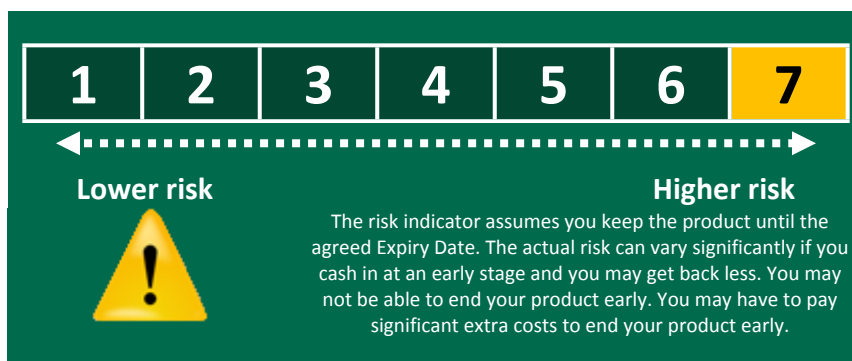 1 2 3 4 5 6 7
Lower risk Higher risk
The risk indicator assumes you keep the product until the
agreed Expiry Date. The actual risk can vary significantly if you
cash in at an early stage and you may get back less. You may
not be able to end your product early. You may have to pay
significant extra costs to end your product early.